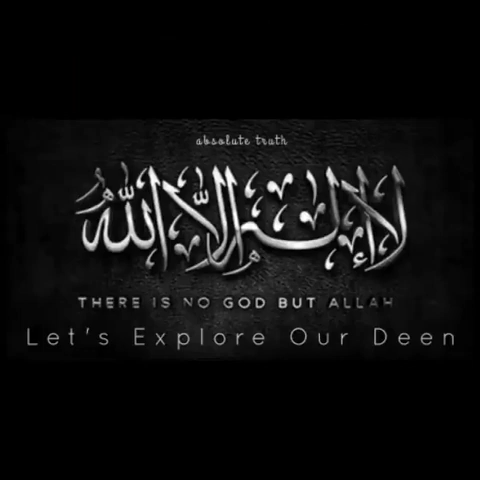 absolute truth
لا إله إلا الله
THERE IS NO GOD BUT ALLAH
Let's Explore Our Deen